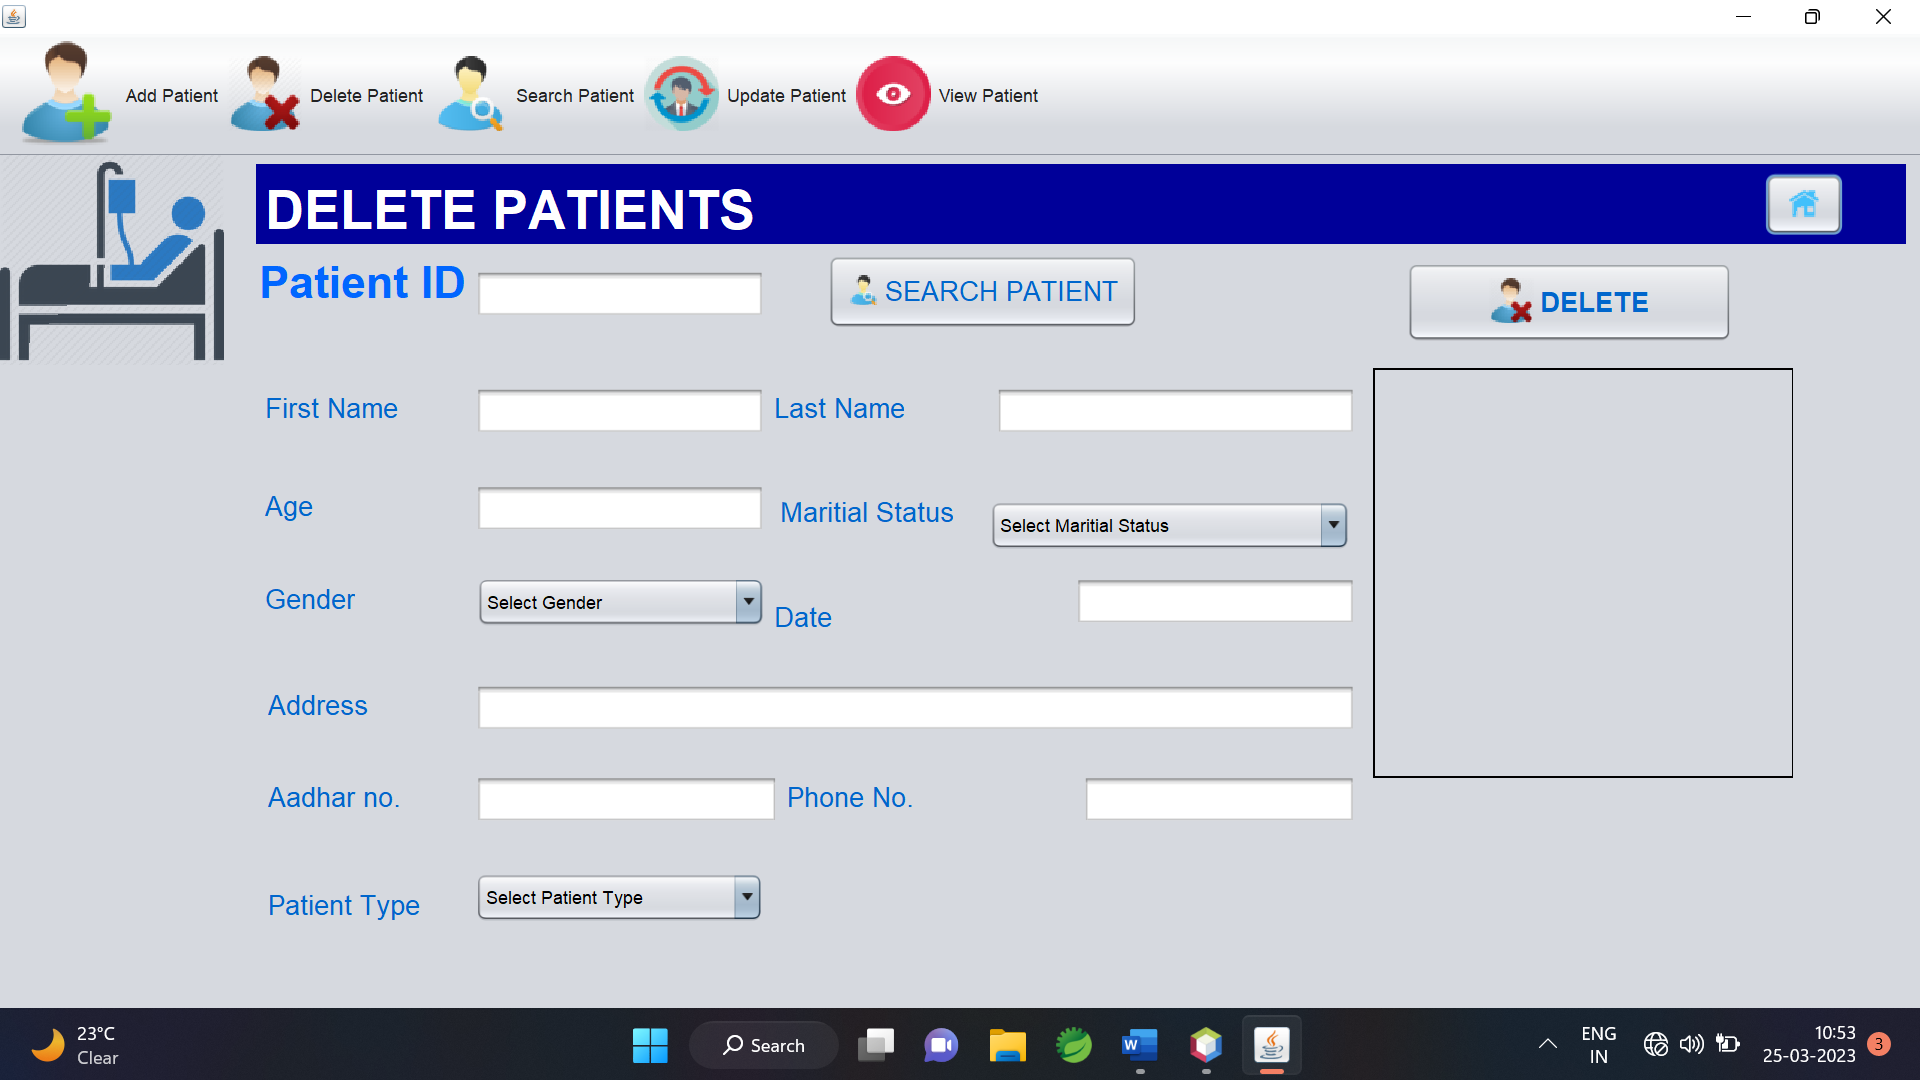 Add Patient Delete Patient Search Patient Update Patient View Patient
DELETE PATIENTS
Patient ID SEARCH PATIENT DELETE
First Name Last Name
Age Maritial Status Select Maritial Status
Gender Select Gender Date
Address
Aadhar no. Phone No.
Patient Type Select Patient Type
23°C
Clear
Search
W
ENG
IN
10:53
25-03-2023
3